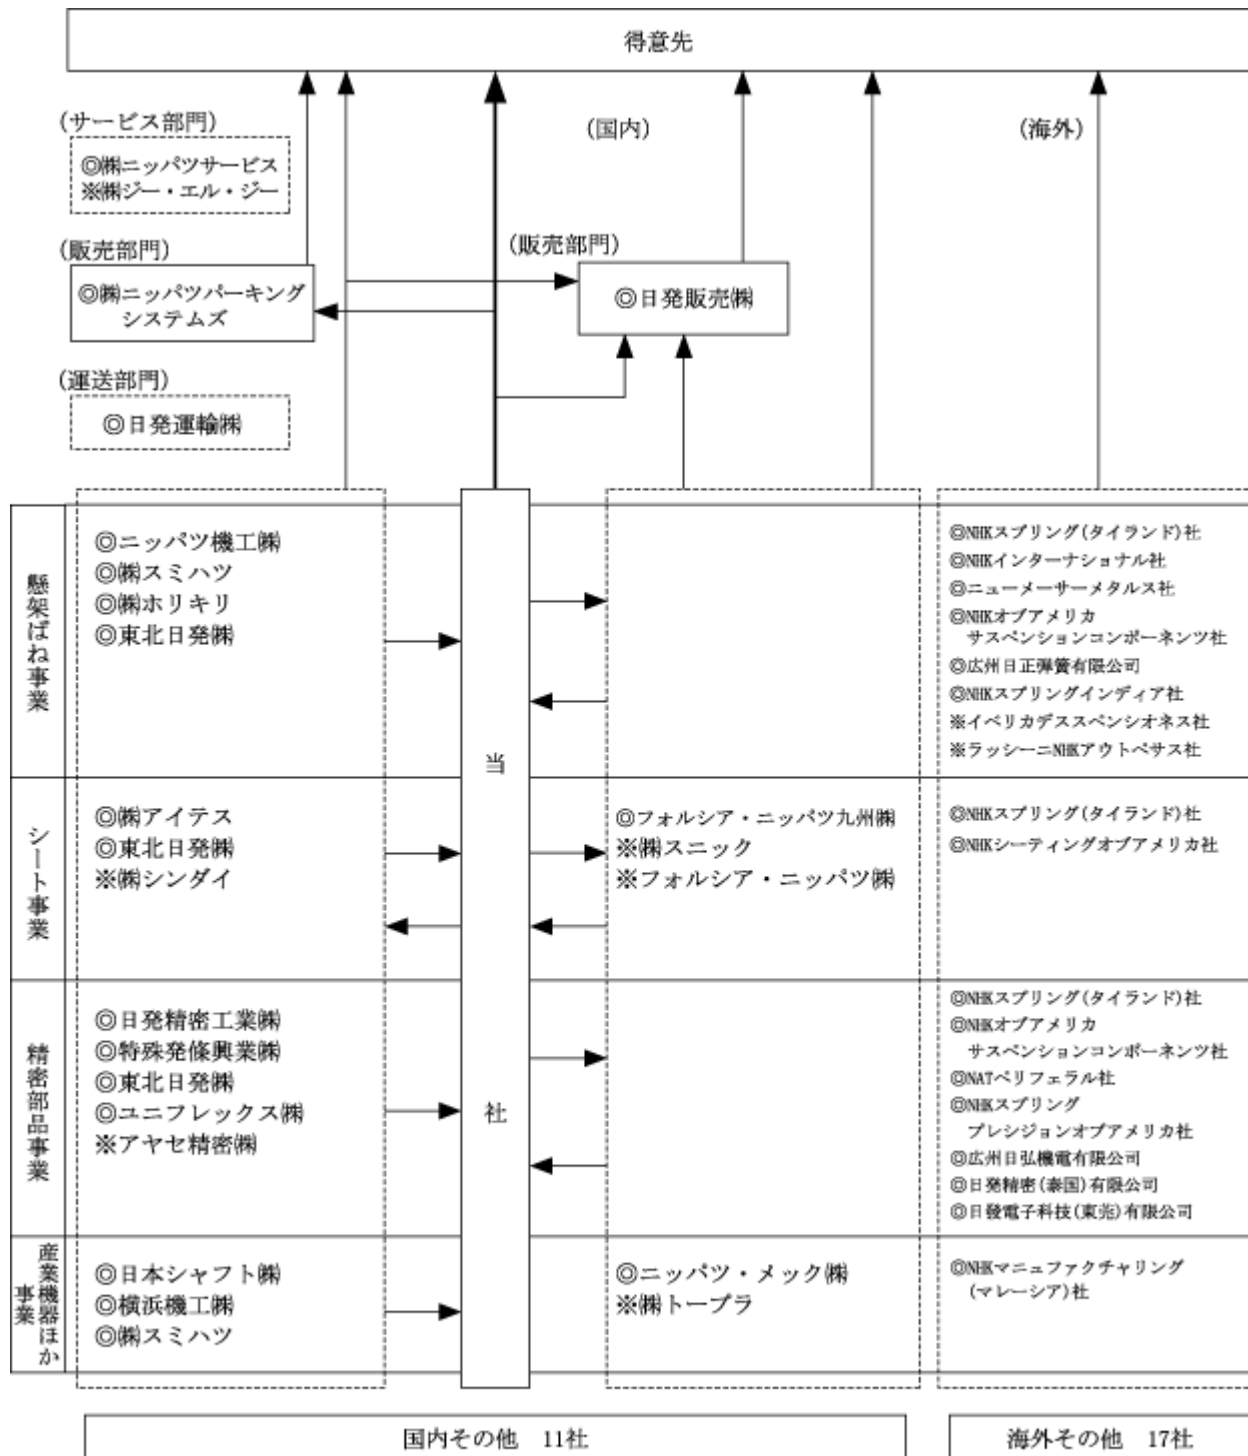 得意先
(サービス部門)
◎㈱ニッパツサービス
※㈱ジー・エル・ジー
(国内)
(海外)
(販売部門)
◎㈱ニッパツパーキング
システムズ
(販売部門)
◎日発販売㈱
(運送部門)
◎日発運輸㈱
当社
懸架ばね事業
◎ニッパツ機工㈱
◎㈱スミハツ
◎㈱ホリキリ
◎東北日発㈱
◎NHKスプリング(タイランド)社
◎NHKインターナショナル社
◎ニューメーサーメタルス社
◎NHKオブアメリカ
サスペンションコンポーネンツ社
◎広州日正弾簧有限公司
◎NHKスプリングインディア社
※イベリカデススペンシオネス社
※ラッシーニNHKアウトペサス社
シート事業
◎㈱アイテス
◎東北日発㈱
※㈱シンダイ
◎フォルシア・ニッパツ九州㈱
※㈱スニック
※フォルシア・ニッパツ㈱
◎NHKスプリング(タイランド)社
◎NHKシーティングオブアメリカ社
精密部品事業
◎日発精密工業㈱
◎特殊発條興業㈱
◎東北日発㈱
◎ユニフレックス㈱
※アヤセ精密㈱
◎NHKスプリング(タイランド)社
◎NHKオブアメリカ
サスペンションコンポーネンツ社
◎NATペリフェラル社
◎NHKスプリング
プレシジョンオブアメリカ社
◎広州日弘機電有限公司
◎日発精密(泰国)有限公司
◎日發電子科技(東莞)有限公司
産業機器ほか
事業
◎日本シャフト㈱
◎横浜機工㈱
◎㈱スミハツ
◎ニッパツ・メック㈱
※㈱トープラ
◎NHKマニュファクチャリング
(マレーシア)社
国内その他　11社
海外その他　17社